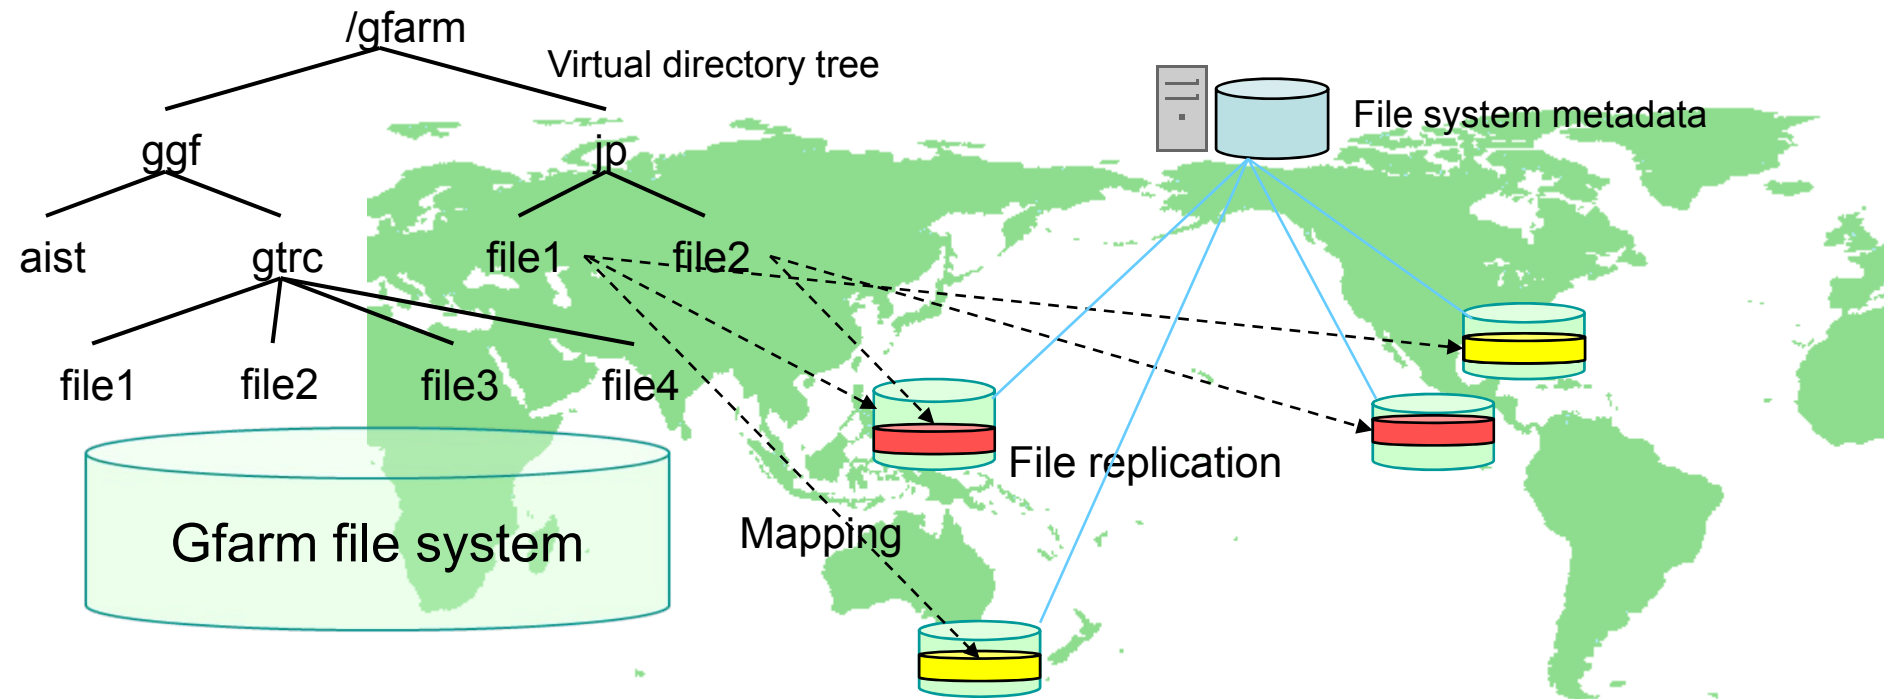 /gfarm
Virtual directory tree
File system metadata
ggf
jp
aist
gtrc
file1
file2
file1
file2
file3
file4
File replication
Mapping
Gfarm file system